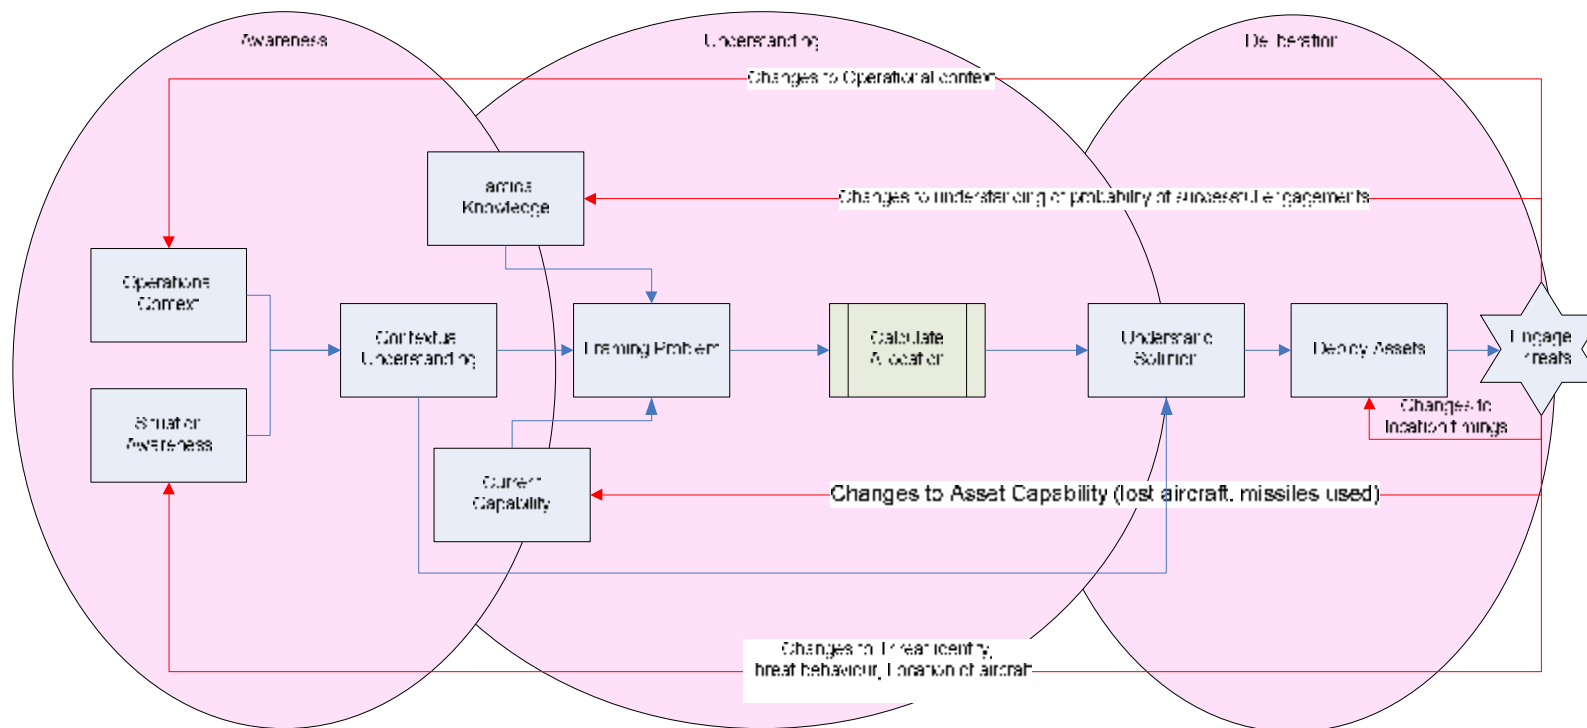 Awareness
Understanding
Deliberation
Changes to Operational context
Tactical
Knowledge
Changes to understanding of probability of successful engagements
Operational
Context
Contextual
Understanding
Framing Problem
Calculate
Allocation
Understand
Solution
Deploy Assets
Engage
Threats
Situation
Awareness
Changes to
location timings
Current
Capability
Changes to Asset Capability (lost aircraft, missiles used)
Changes to Threat identity,
threat behaviour, Location of aircraft